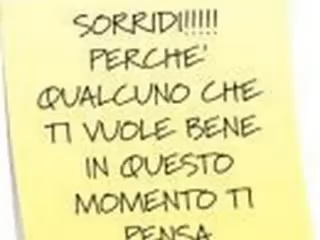 SORRIDI!!!!!
PERCHE'
QUALCUNO CHE
TI VUOLE BENE
IN QUESTO
MOMENTO TI
PENSA